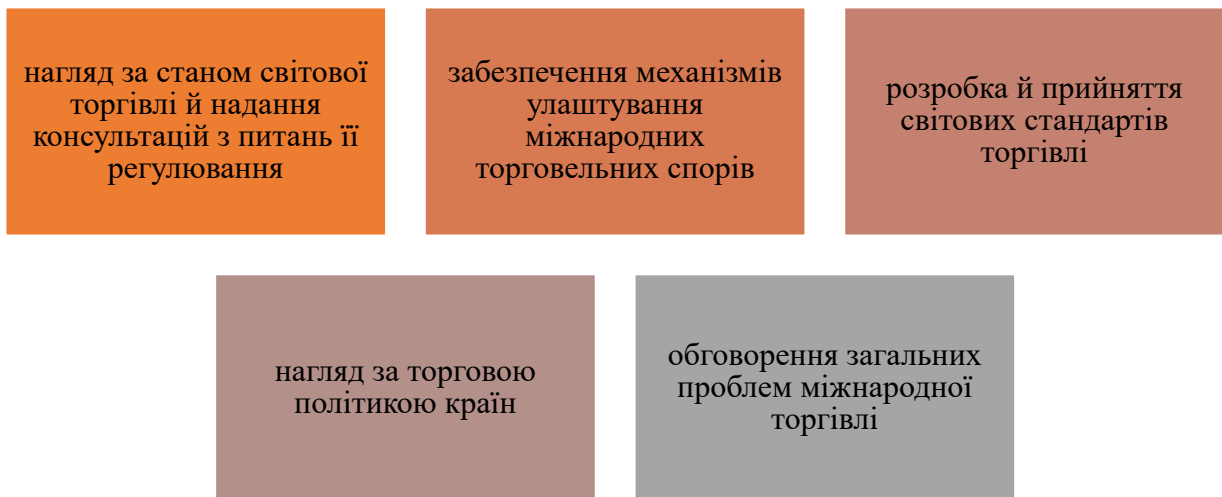 нагляд за станом світової
торгівлі й надання
консультацій з питань її
регулювання
забезпечення механізмів
улаштування
міжнародних
торговельних спорів
розробка й прийняття
світових стандартів
торгівлі
нагляд за торговою
політикою країн
обговорення загальних
проблем міжнародної
торгівлі